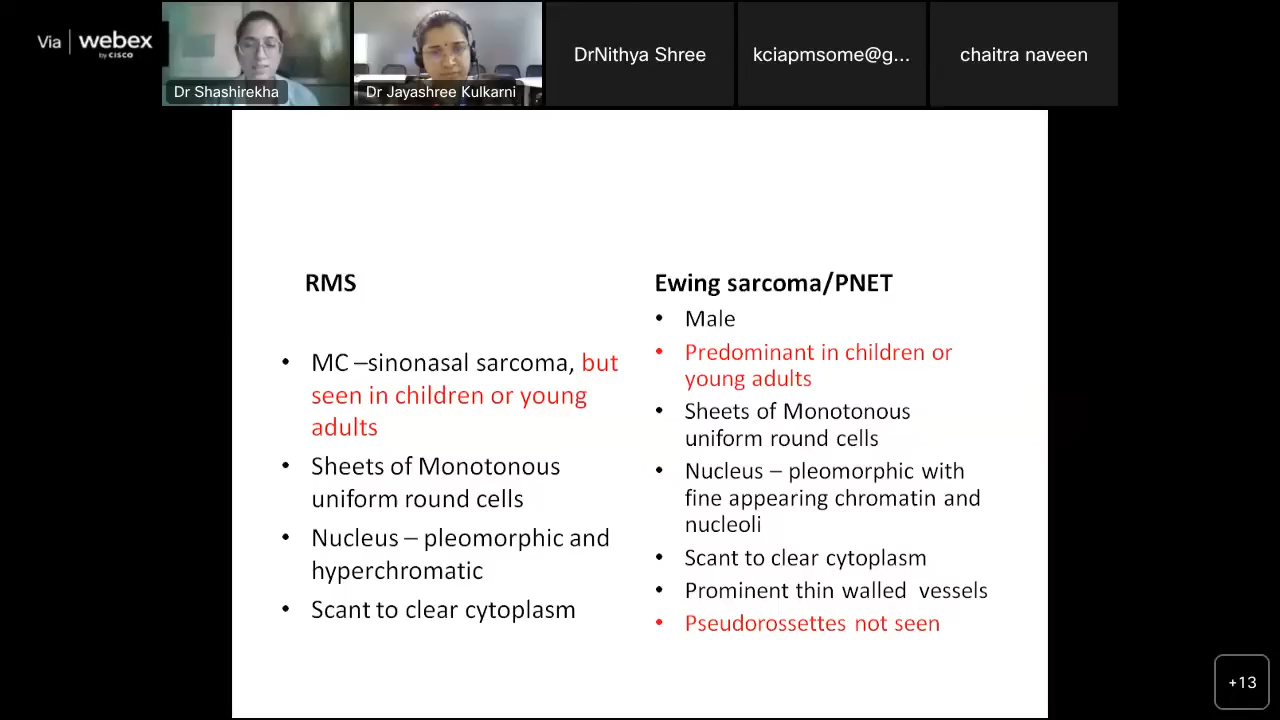 Via webex
by CISCO
Dr Shashirekha
Dr Jayashree Kulkarni
DrNithya Shree
kciapmsome@g...
chaitra naveen
RMS
• MC –sinonasal sarcoma, but
seen in children or young
adults
• Sheets of Monotonous
uniform round cells
• Nucleus – pleomorphic and
hyperchromatic
• Scant to clear cytoplasm
Ewing sarcoma/PNET
• Male
• Predominant in children or
young adults
• Sheets of Monotonous
uniform round cells
• Nucleus – pleomorphic with
fine appearing chromatin and
nucleoli
• Scant to clear cytoplasm
• Prominent thin walled vessels
• Pseudorossettes not seen
+13